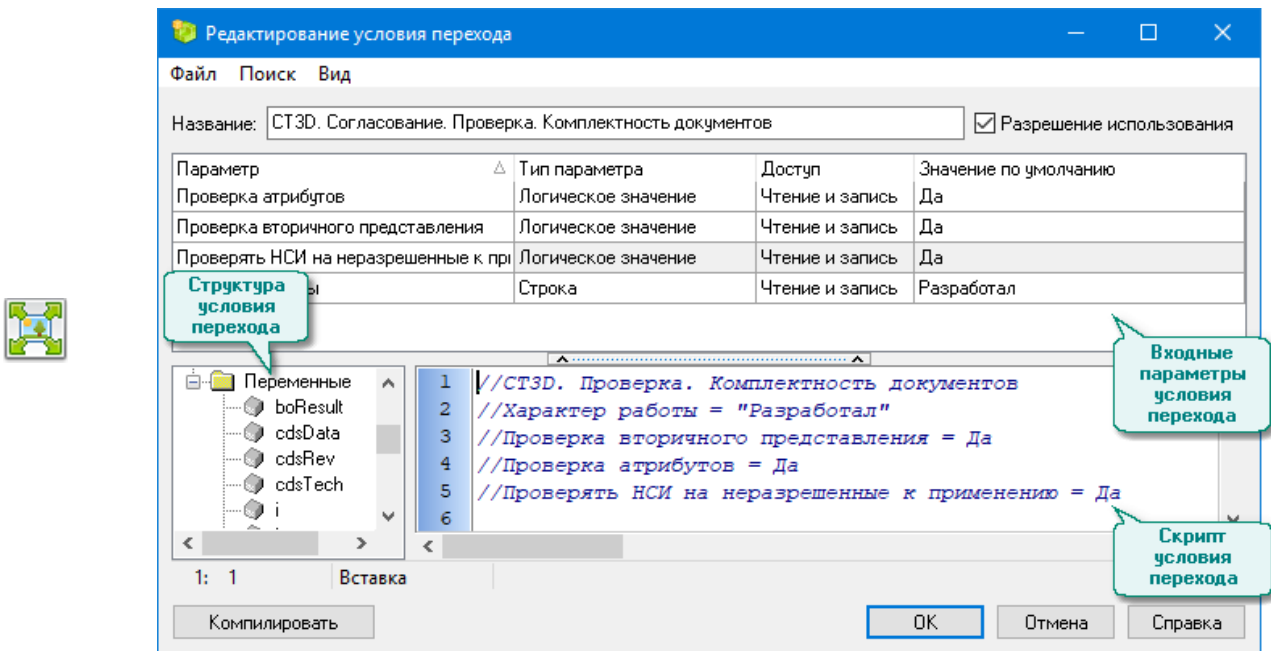 Редактирование условия перехода
Файл Поиск Вид
Название: СТ3D. Согласование. Проверка. Комплектность документов Разрешение использования
Параметр Тип параметра Доступ Значение по умолчанию
Проверка атрибутов Логическое значение Чтение и запись Да
Проверка вторичного представления Логическое значение Чтение и запись Да
Проверять НСИ на неразрешенные к Логическое значение Чтение и запись Да
Строка Чтение и запись Разработал
Структура
условия
перехода
Входные
параметры
условия
перехода
Переменные
boResult
cdsData
cdsRev
cdsTech
i
1 //СТ3D. Проверка. Комплектность документов
2 //Характер работы = "Разработал"
3 //Проверка вторичного представления = Да
4 //Проверка атрибутов = Да
5 //Проверять НСИ на неразрешенные к применению = Да
6
Скрипт
условия
перехода
1: 1 Вставка
Компилировать OK Отмена Справка